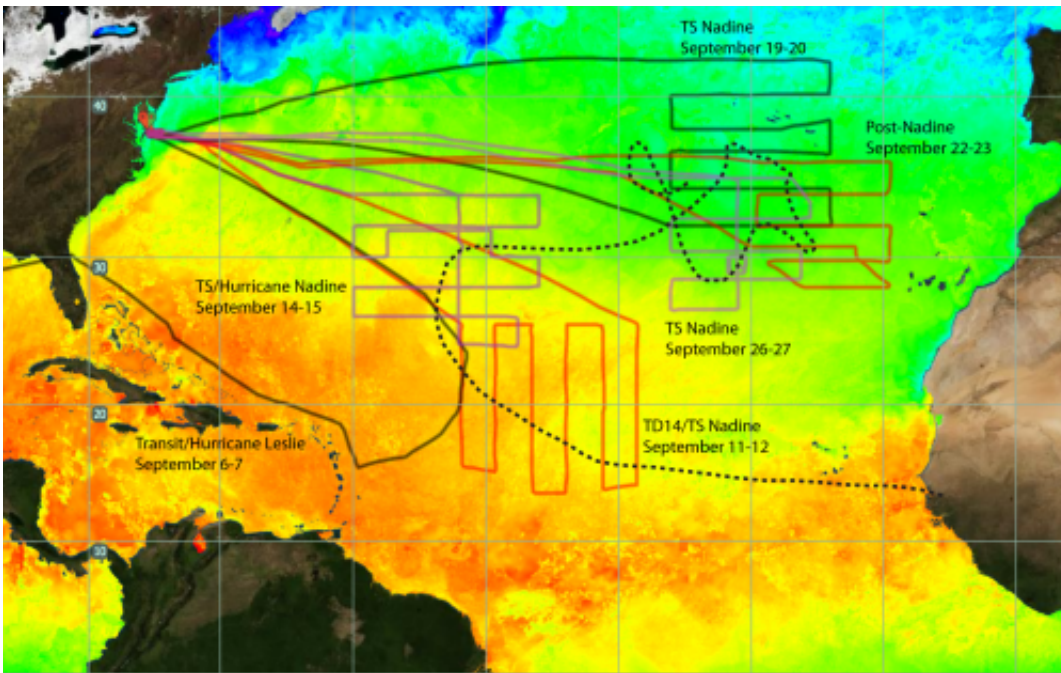 TS Nadine
September 19-20
40
Post-Nadine
September 22-23
30
TS/Hurricane Nadine
September 14-15
TS Nadine
September 26-27
20
TD14/TS Nadine
September 11-12
Transit/Hurricane Leslie
September 6-7
10